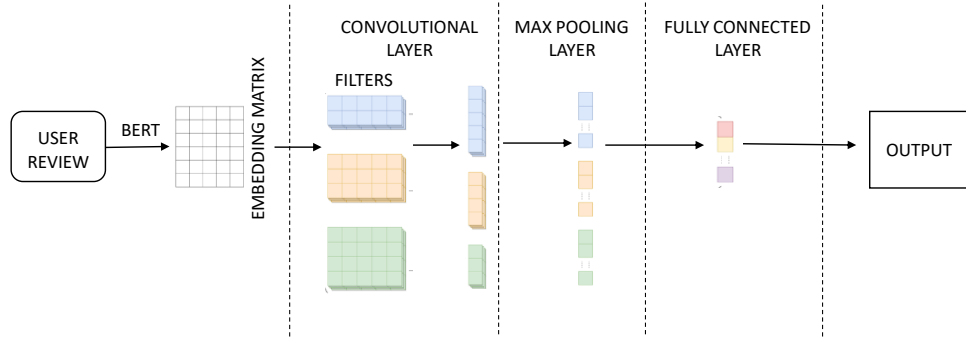 CONVOLUTIONAL
LAYER
MAX POOLING
LAYER
FULLY CONNECTED
LAYER
FILTERS
USER
REVIEW
BERT
EMBEDDING MATRIX
OUTPUT